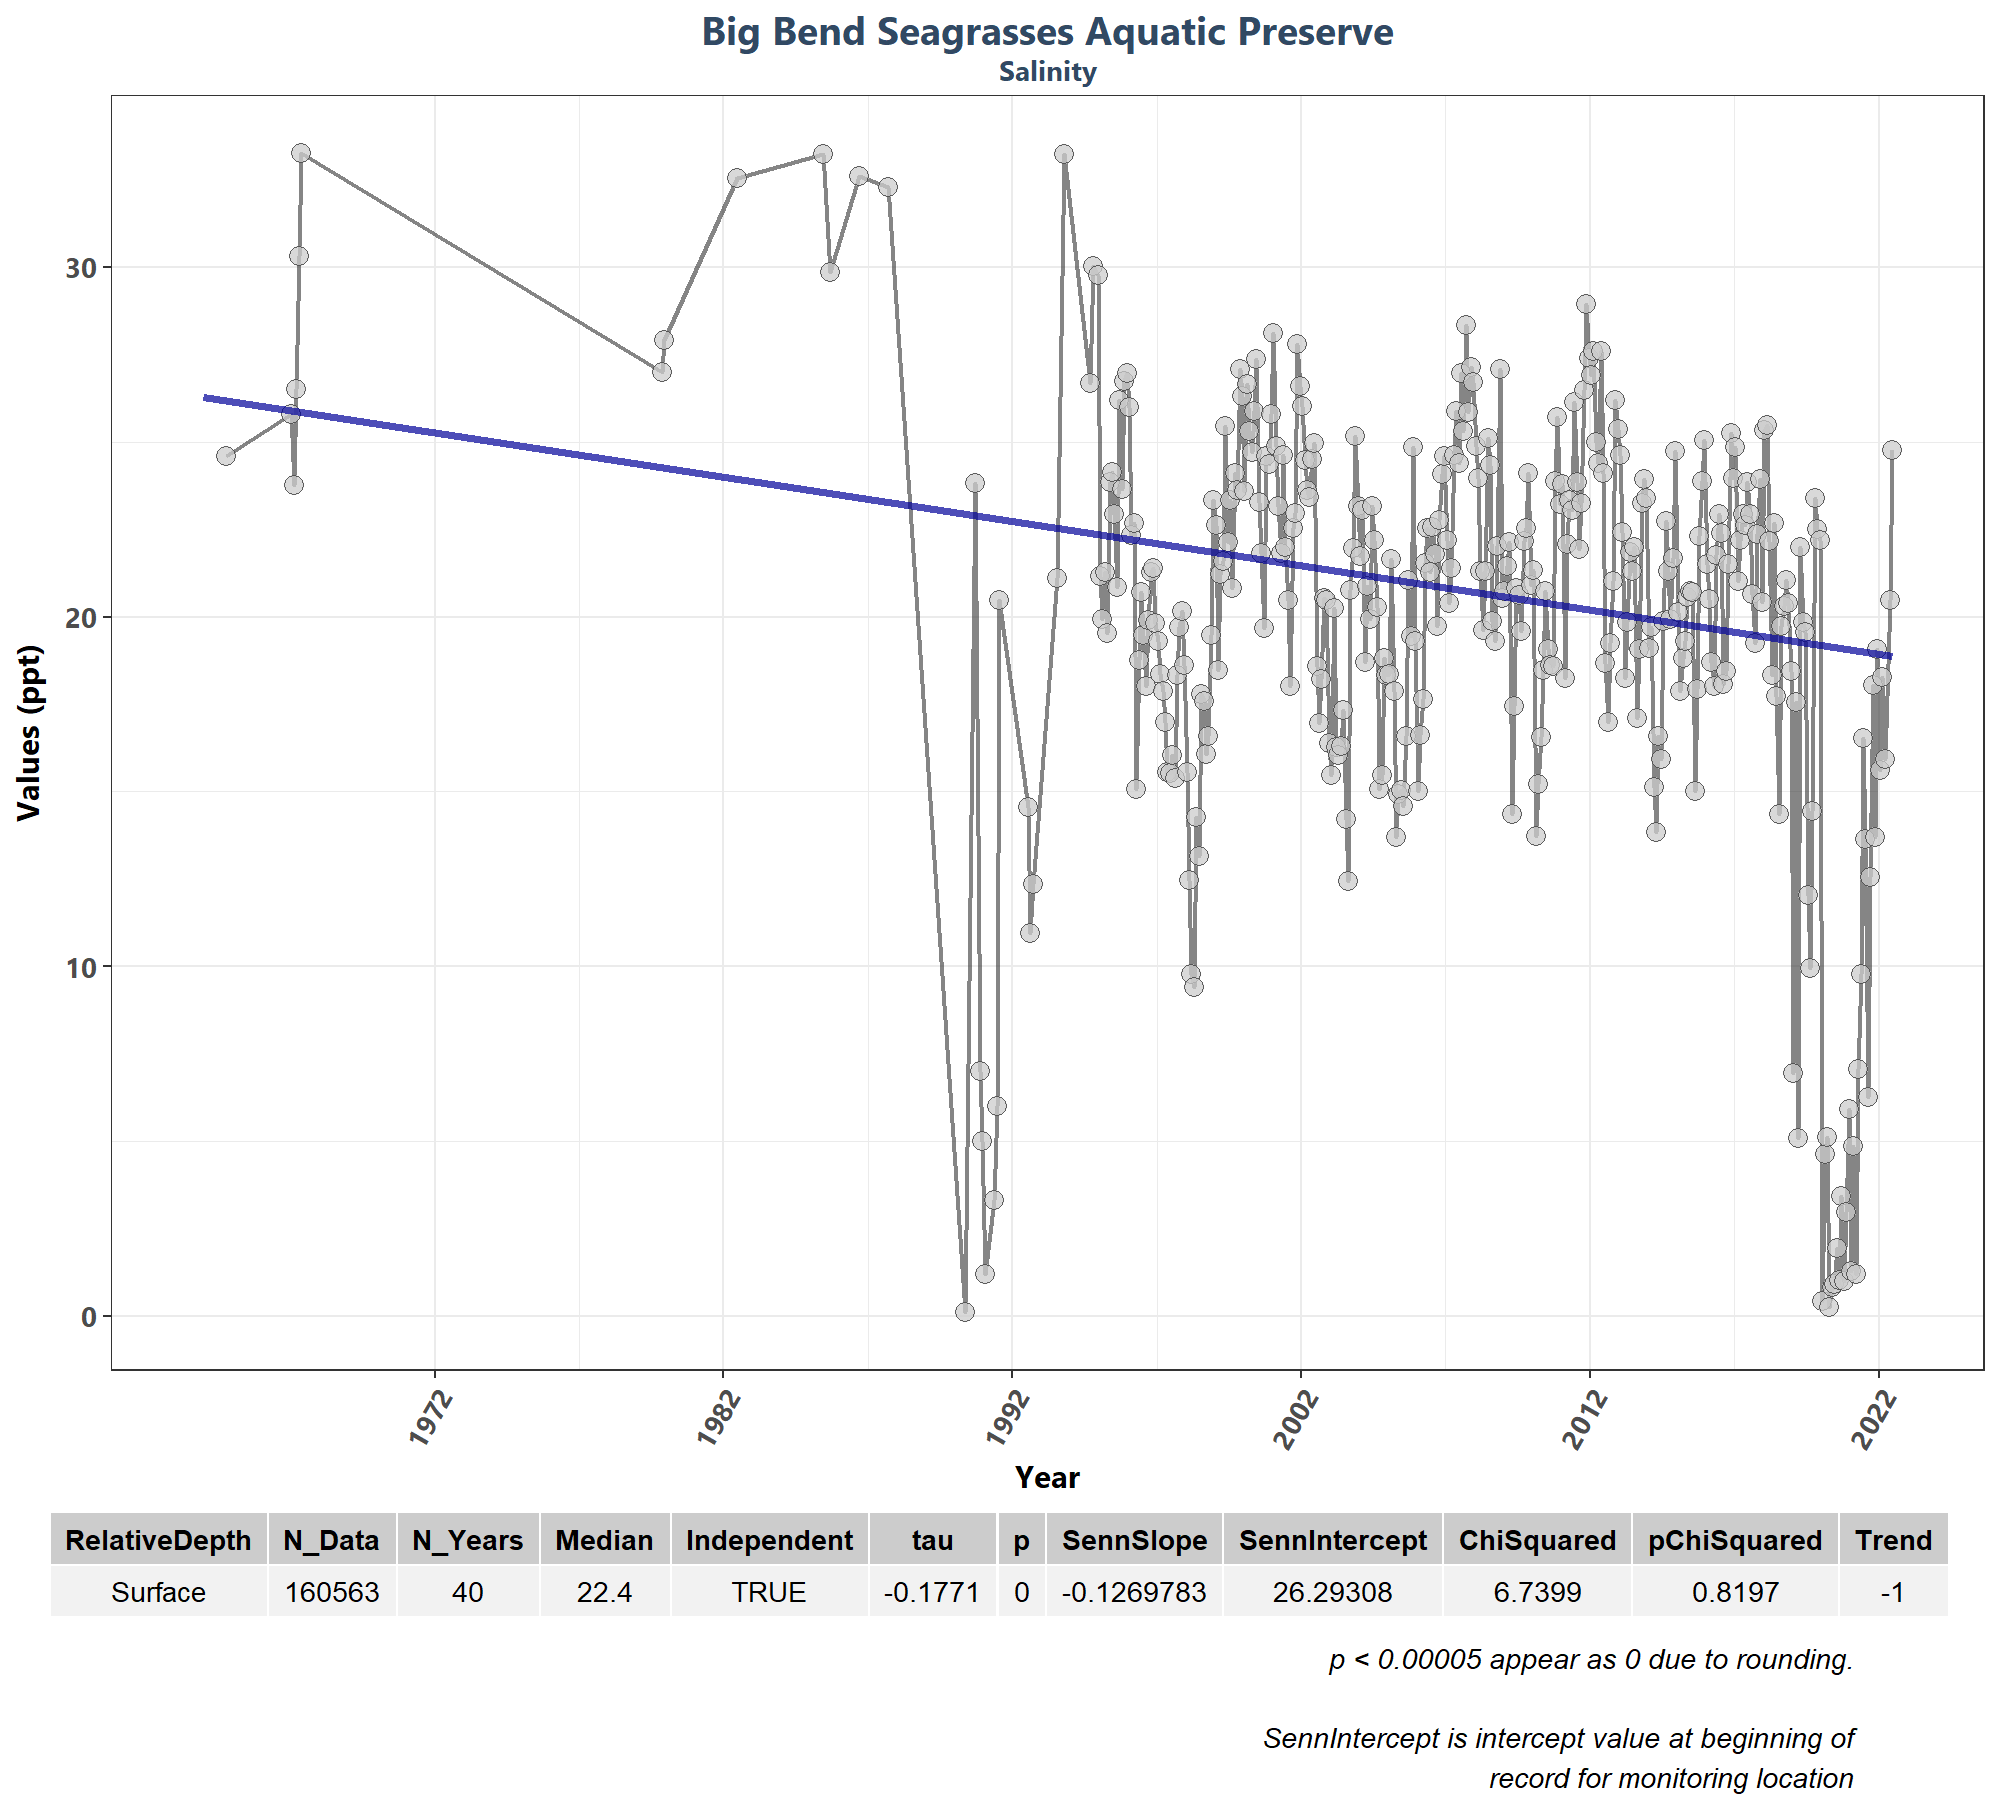 Big Bend Seagrasses Aquatic Preserve
Salinity
Values (ppt)
30
20
10
0
1972 1982 1992 2002 2012 2022
Year
RelativeDepth N_Data N_Years Median Independent tau p SennSlope SennIntercept ChiSquared pChiSquared Trend
Surface 160563 40 22.4 TRUE -0.1771 0 -0.1269783 26.29308 6.7399 0.8197 -1
p < 0.00005 appear as 0 due to rounding.
SennIntercept is intercept value at beginning of
record for monitoring location